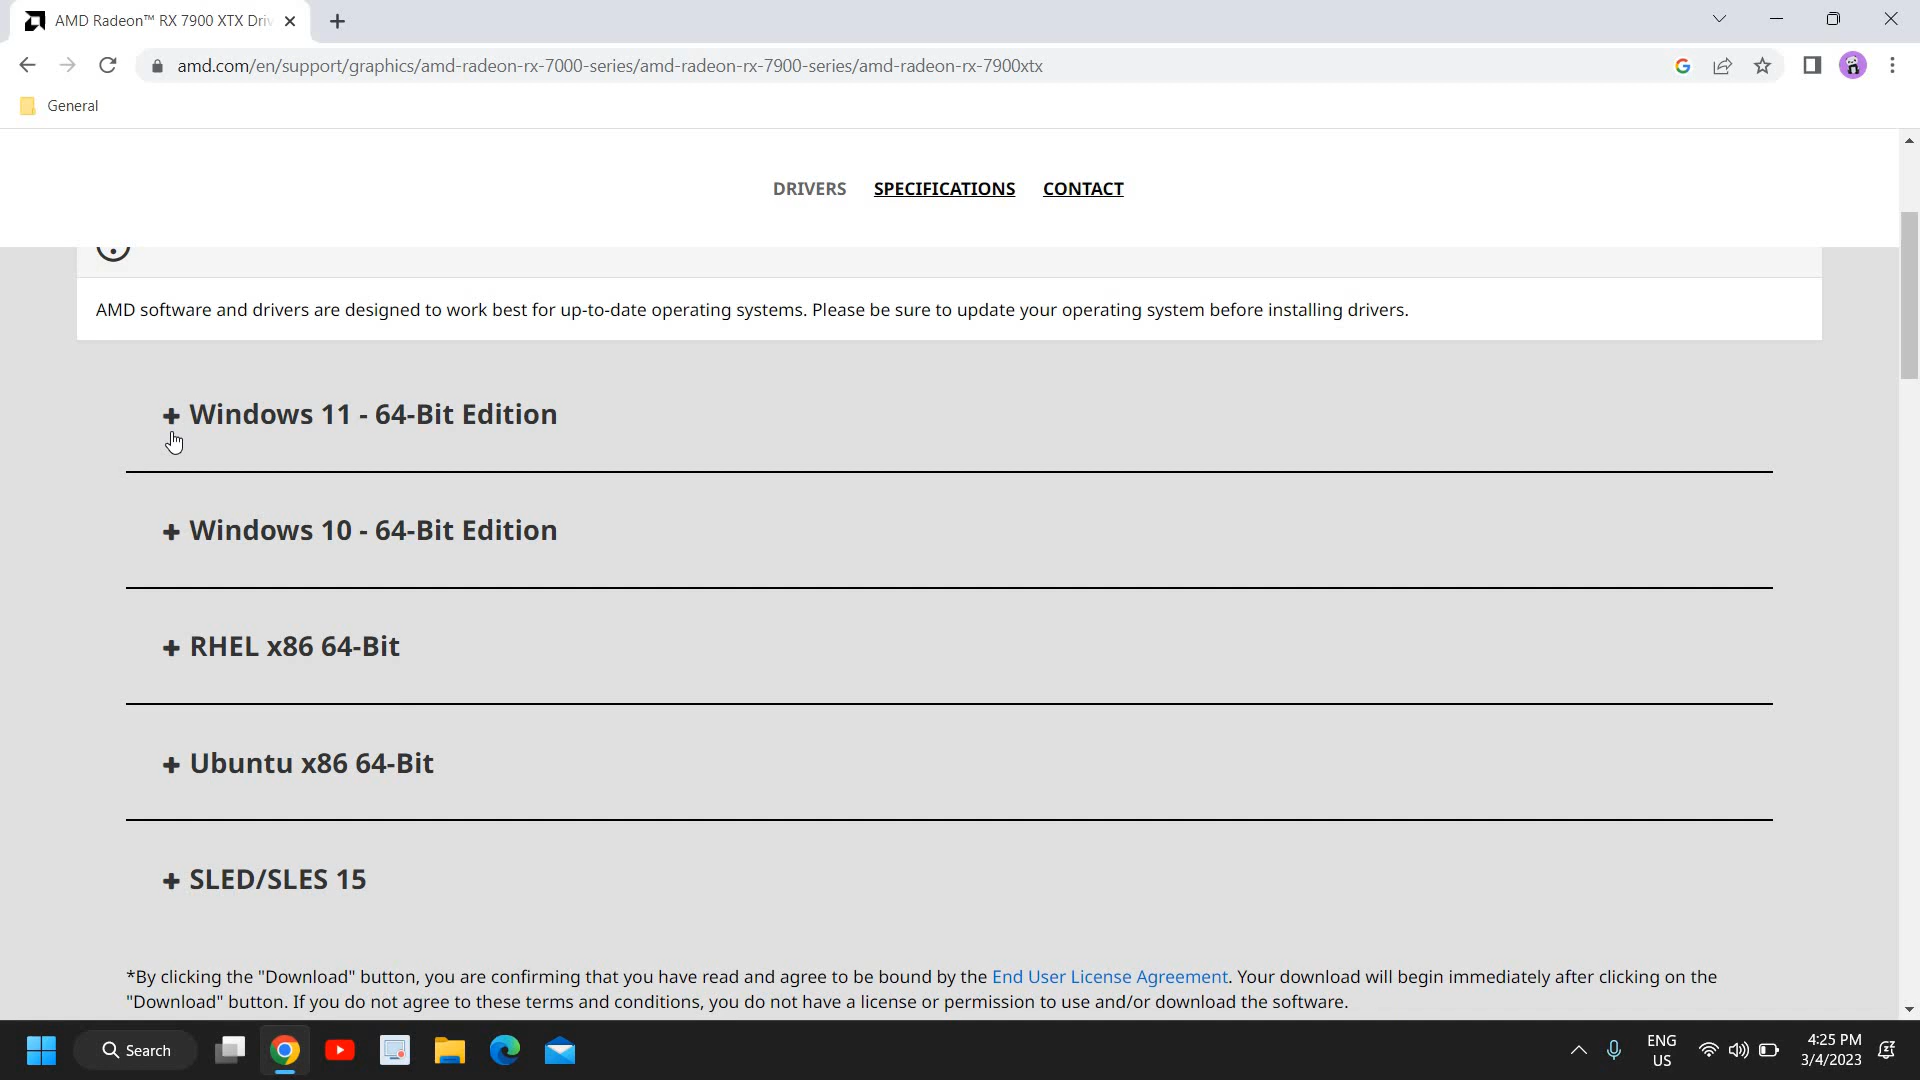 AMD Radeon™ RX 7900 XTX Driv
amd.com/en/support/graphics/amd-radeon-rx-7000-series/amd-radeon-rx-7900-series/amd-radeon-rx-7900xtx
General
DRIVERS SPECIFICATIONS CONTACT
AMD software and drivers are designed to work best for up-to-date operating systems. Please be sure to update your operating system before installing drivers.
+ Windows 11 - 64-Bit Edition
+ Windows 10 - 64-Bit Edition
+ RHEL x86 64-Bit
+ Ubuntu x86 64-Bit
+ SLED/SLES 15
*By clicking the "Download" button, you are confirming that you have read and agree to be bound by the End User License Agreement. Your download will begin immediately after clicking on the
"Download" button. If you do not agree to these terms and conditions, you do not have a license or permission to use and/or download the software.
Search
ENG
US
4:25 PM
3/4/2023